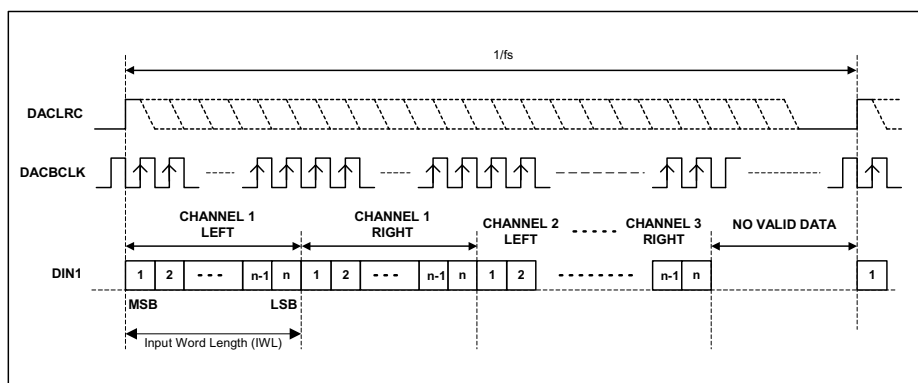 1/fs
DACLRC
DACBCLK
CHANNEL 1
LEFT
CHANNEL 1
RIGHT
CHANNEL 2
LEFT
CHANNEL 3
RIGHT
NO VALID DATA
DIN1
1 2 n-1 n 1 2 n-1 n 1 2 n-1 n 1
MSB LSB
Input Word Length (IWL)